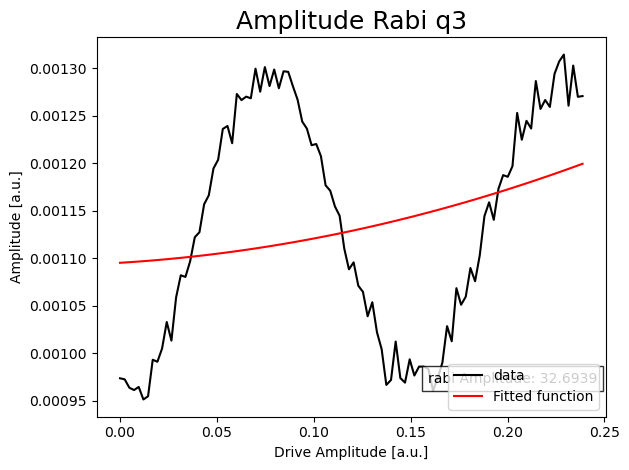 Amplitude Rabi q3
Amplitude [a.u.]
0.00130
0.00125
0.00120
0.00115
0.00110
0.00105
0.00100
0.00095
rabi Amplitude: 32.6939
data
Fitted function
0.00
0.05
0.10
0.15
0.20
0.25
Drive Amplitude [a.u.]